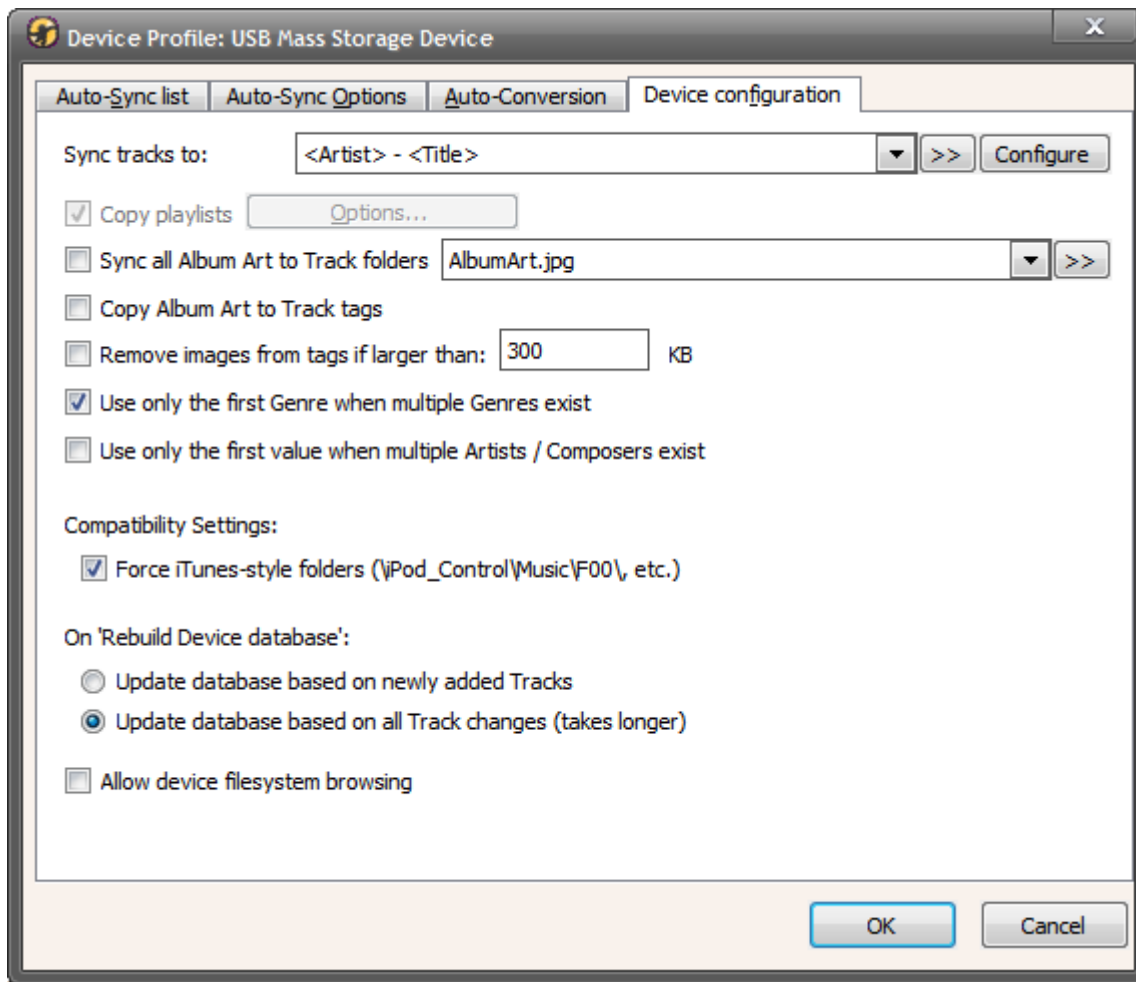 Device Profile: USB Mass Storage Device
X
Auto-Sync list Auto-Sync Options Auto-Conversion Device configuration
Sync tracks to: <Artist> - <Title> >> Configure
Copy playlists Options...
Sync all Album Art to Track folders AlbumArt.jpg >>
Copy Album Art to Track tags
Remove images from tags if larger than: 300 KB
Use only the first Genre when multiple Genres exist
Use only the first value when multiple Artists / Composers exist
Compatibility Settings:
Force iTunes-style folders (\iPod_Control\Music\F00\, etc.)
On 'Rebuild Device database':
Update database based on newly added Tracks
Update database based on all Track changes (takes longer)
Allow device filesystem browsing
OK Cancel